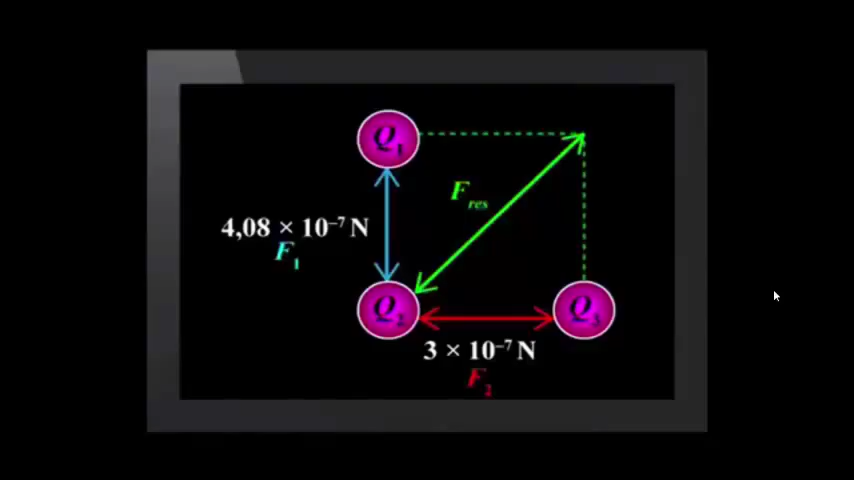 Q₁
F_res
4,08 × 10⁻⁷ N
F₁
Q₂
Q₃
3 × 10⁻⁷ N
F₂